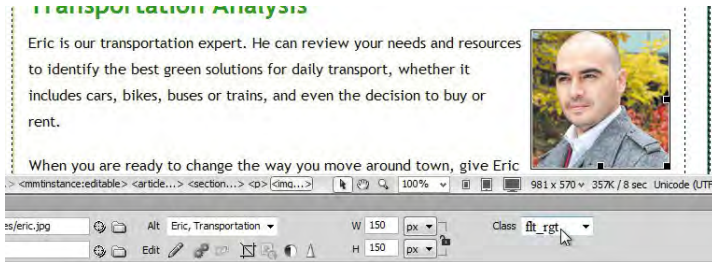 Transportation Analysis
Eric is our transportation expert. He can review your needs and resources
to identify the best green solutions for daily transport, whether it
includes cars, bikes, buses or trains, and even the decision to buy or
rent.
When you are ready to change the way you move around town, give Eric
> <mmtinstance:editable> <article...> <section...> <p> <img...> 100% 981 x 570 357K / 8 sec Unicode (UTF
es/eric.jpg Alt Eric, Transportation W 150 px Class flt_rgt
Edit H 150 px